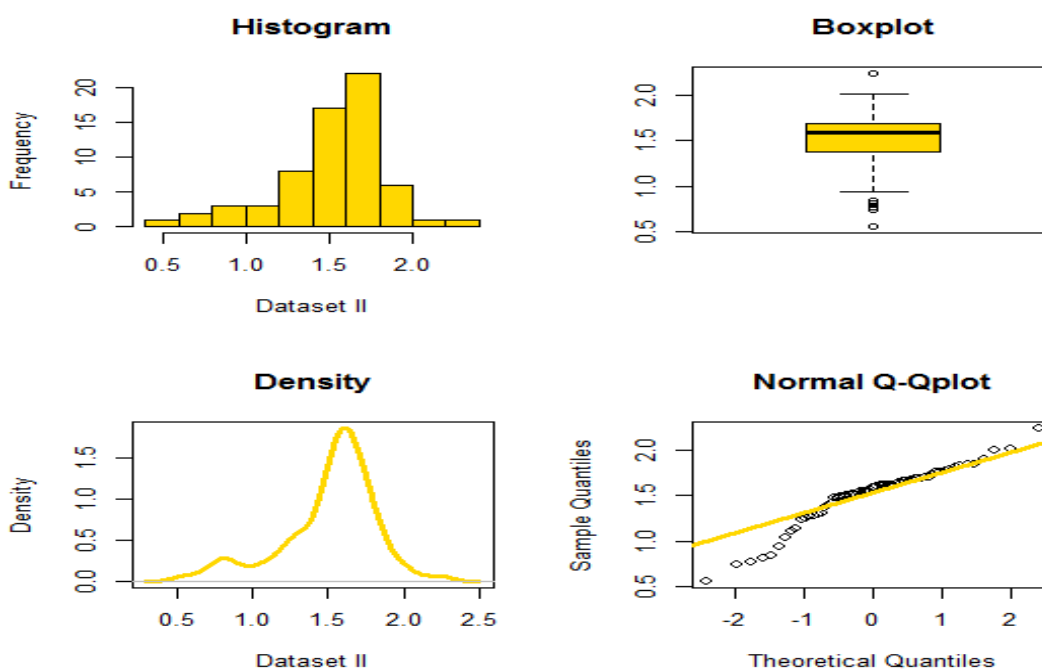 Histogram
Frequency
0 5 10 15 20
0.5 1.0 1.5 2.0
Dataset II
Boxplot
0.5 1.0 1.5 2.0
Density
Density
0.0 0.5 1.0 1.5
0.5 1.0 1.5 2.0 2.5
Dataset II
Normal Q-Qplot
Sample Quantiles
0.5 1.0 1.5 2.0
-2 -1 0 1 2
Theoretical Quantiles